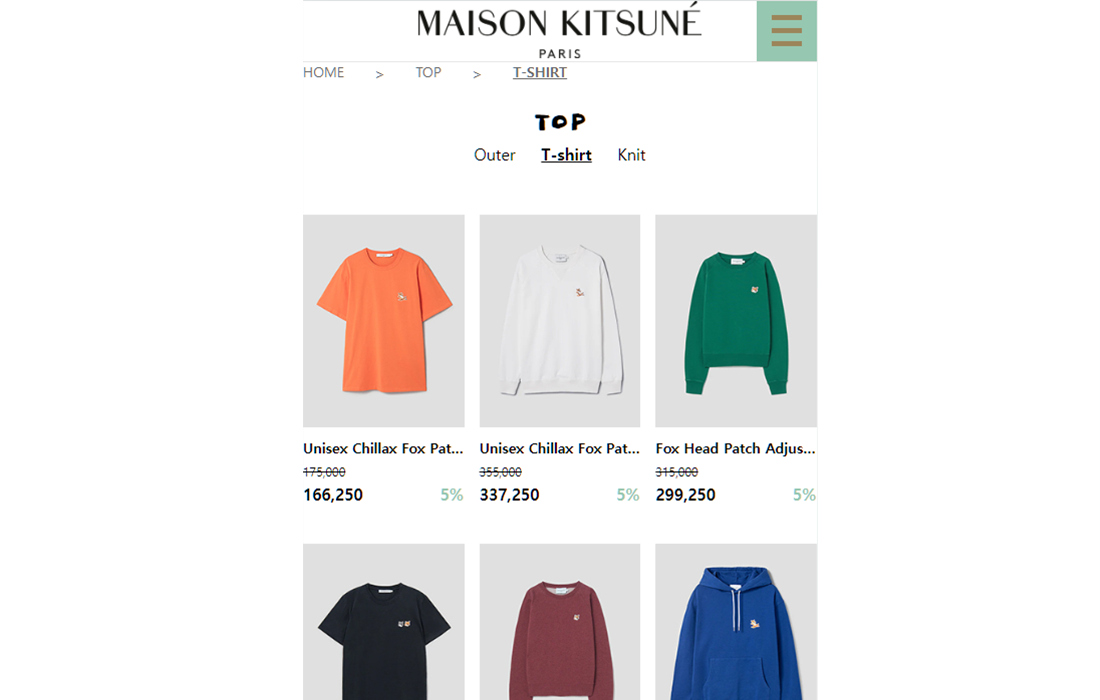 MAISON KITSUNÉ
PARIS
HOME > TOP > T-SHIRT
TOP
Outer T-shirt Knit
Unisex Chillax Fox Pat... Unisex Chillax Fox Pat... Fox Head Patch Adjus...
175,000 355,000 315,000
166,250 5% 337,250 5% 299,250 5%